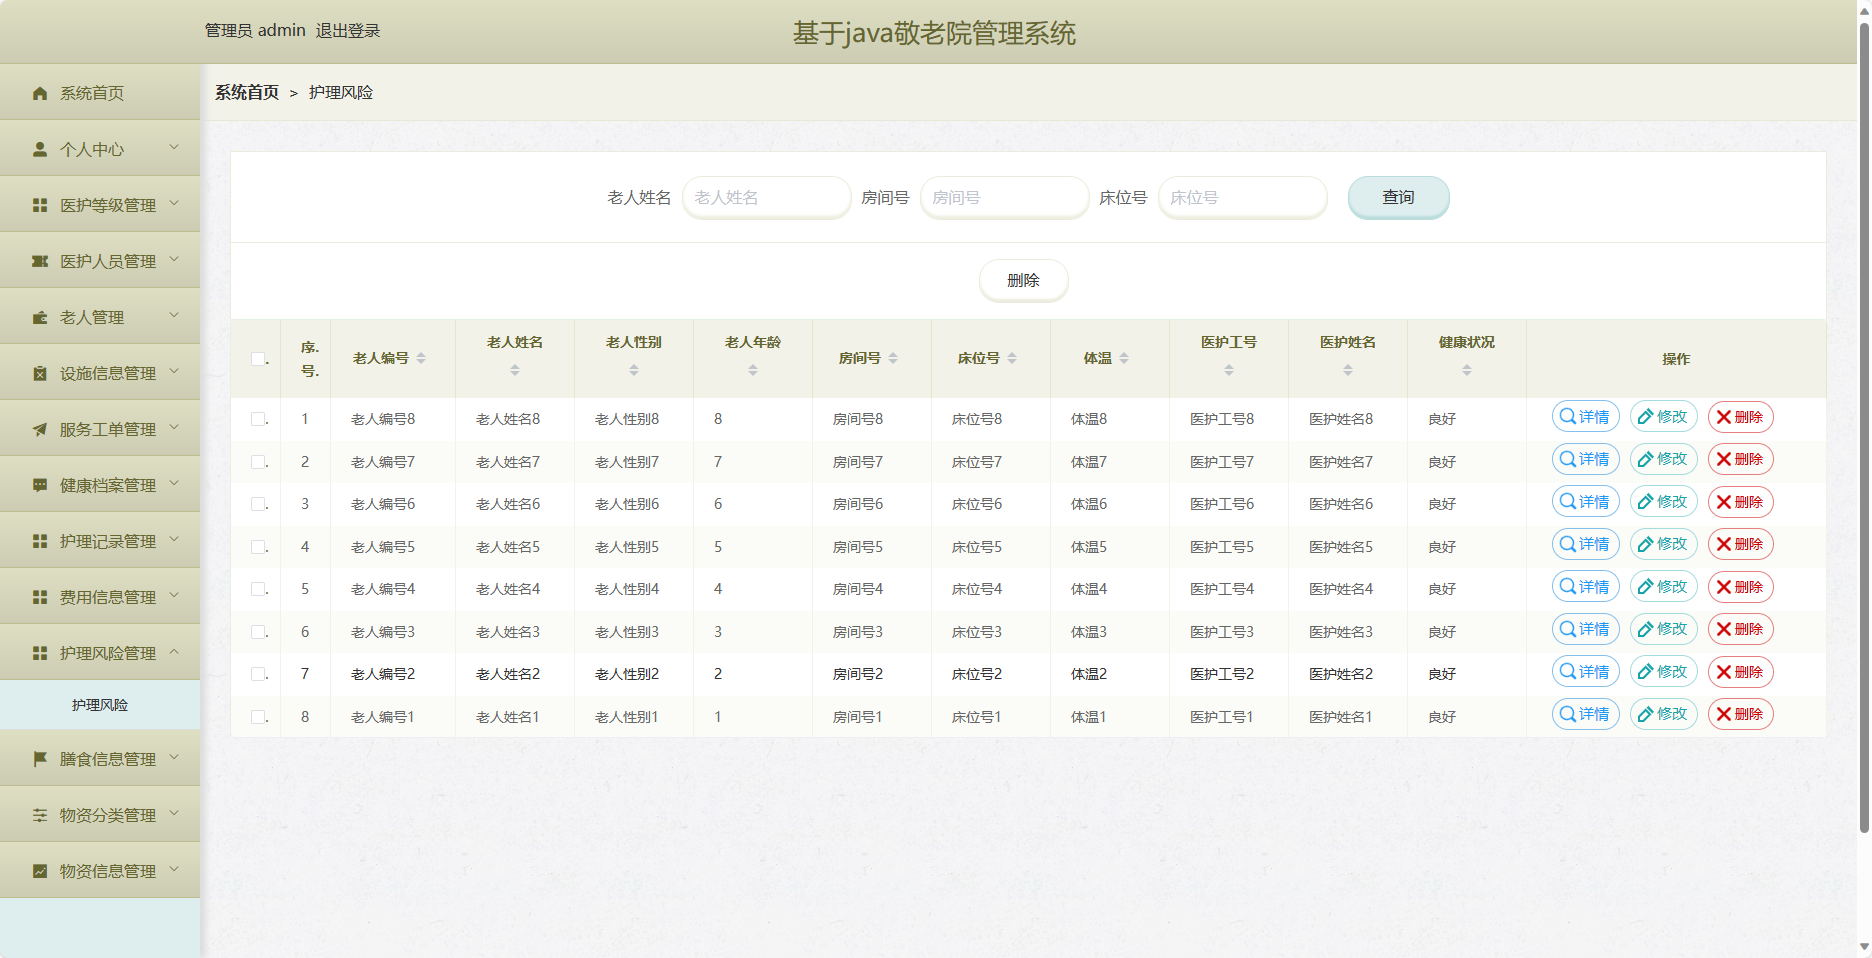 管理员 admin 退出登录
基于java敬老院管理系统
系统首页
个人中心
医护等级管理
医护人员管理
老人管理
设施信息管理
服务工单管理
健康档案管理
护理记录管理
费用信息管理
护理风险管理
护理风险
膳食信息管理
物资分类管理
物资信息管理
系统首页 > 护理风险
老人姓名 老人姓名 房间号 房间号 床位号 床位号 查询
删除
. 序. 号. 老人编号 老人姓名 老人性别 老人年龄 房间号 床位号 体温 医护工号 医护姓名 健康状况 操作
. 1 老人编号8 老人姓名8 老人性别8 8 房间号8 床位号8 体温8 医护工号8 医护姓名8 良好 详情 修改 删除
. 2 老人编号7 老人姓名7 老人性别7 7 房间号7 床位号7 体温7 医护工号7 医护姓名7 良好 详情 修改 删除
. 3 老人编号6 老人姓名6 老人性别6 6 房间号6 床位号6 体温6 医护工号6 医护姓名6 良好 详情 修改 删除
. 4 老人编号5 老人姓名5 老人性别5 5 房间号5 床位号5 体温5 医护工号5 医护姓名5 良好 详情 修改 删除
. 5 老人编号4 老人姓名4 老人性别4 4 房间号4 床位号4 体温4 医护工号4 医护姓名4 良好 详情 修改 删除
. 6 老人编号3 老人姓名3 老人性别3 3 房间号3 床位号3 体温3 医护工号3 医护姓名3 良好 详情 修改 删除
. 7 老人编号2 老人姓名2 老人性别2 2 房间号2 床位号2 体温2 医护工号2 医护姓名2 良好 详情 修改 删除
. 8 老人编号1 老人姓名1 老人性别1 1 房间号1 床位号1 体温1 医护工号1 医护姓名1 良好 详情 修改 删除